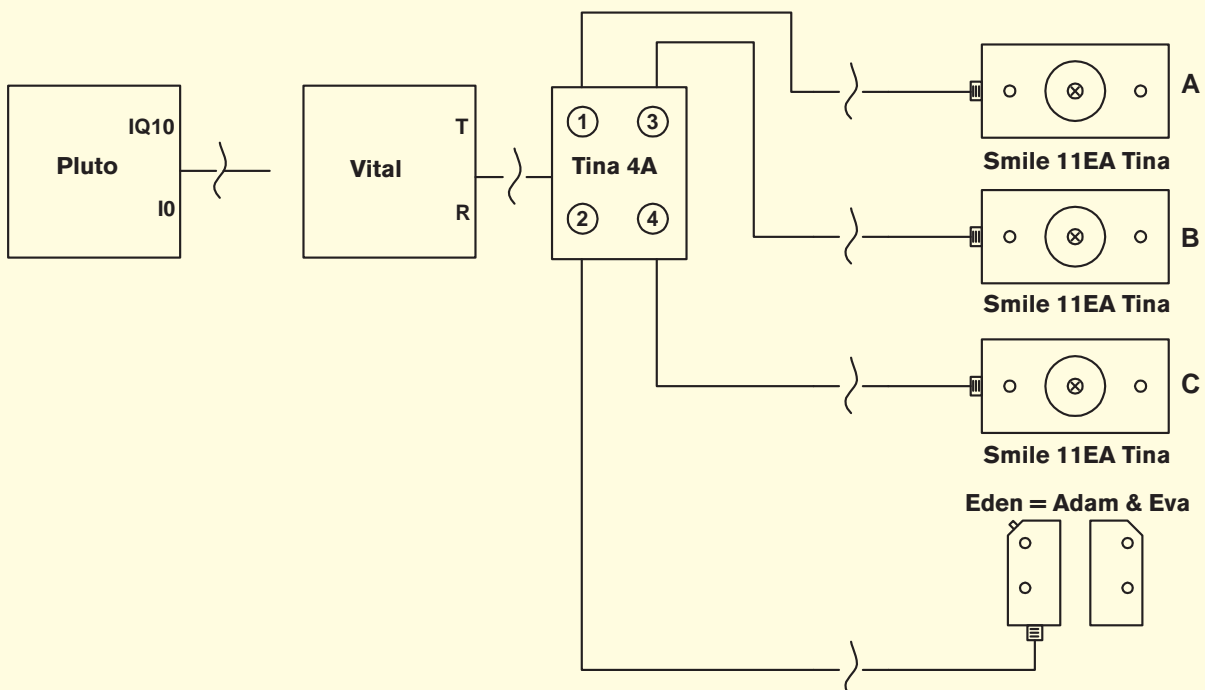 Pluto
IQ10
I0
Vital
T
R
Tina 4A
1
3
2
4
A
Smile 11EA Tina
B
Smile 11EA Tina
C
Smile 11EA Tina
Eden = Adam & Eva